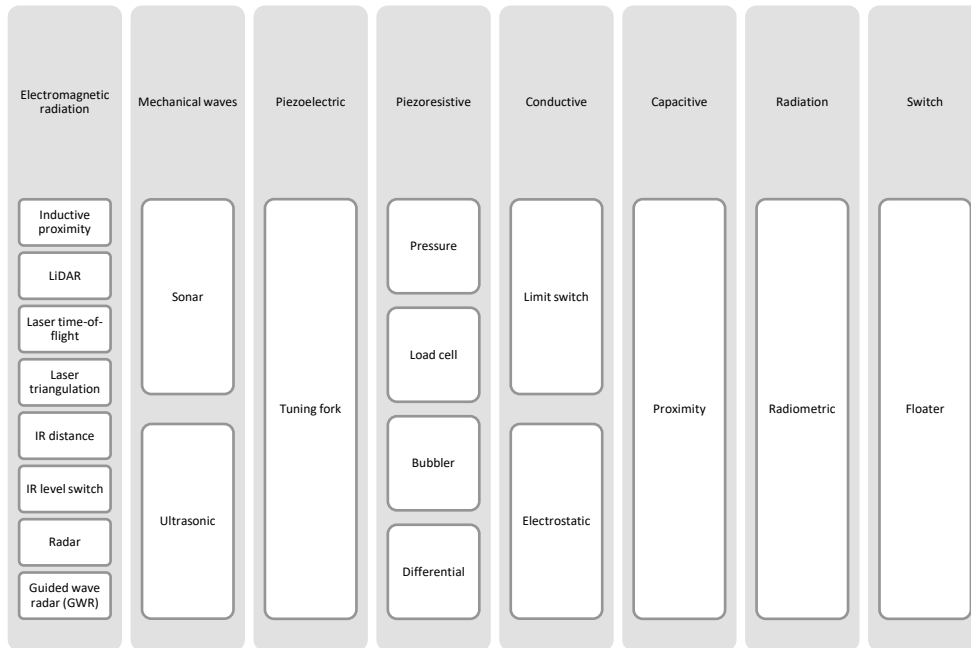 Electromagnetic
radiation
Inductive
proximity
LiDAR
Laser time-of-
flight
Laser
triangulation
IR distance
IR level switch
Radar
Guided wave
radar (GWR)
Mechanical waves
Sonar
Ultrasonic
Piezoelectric
Tuning fork
Piezoresistive
Pressure
Load cell
Bubbler
Differential
Conductive
Limit switch
Electrostatic
Capacitive
Proximity
Radiation
Radiometric
Switch
Floater